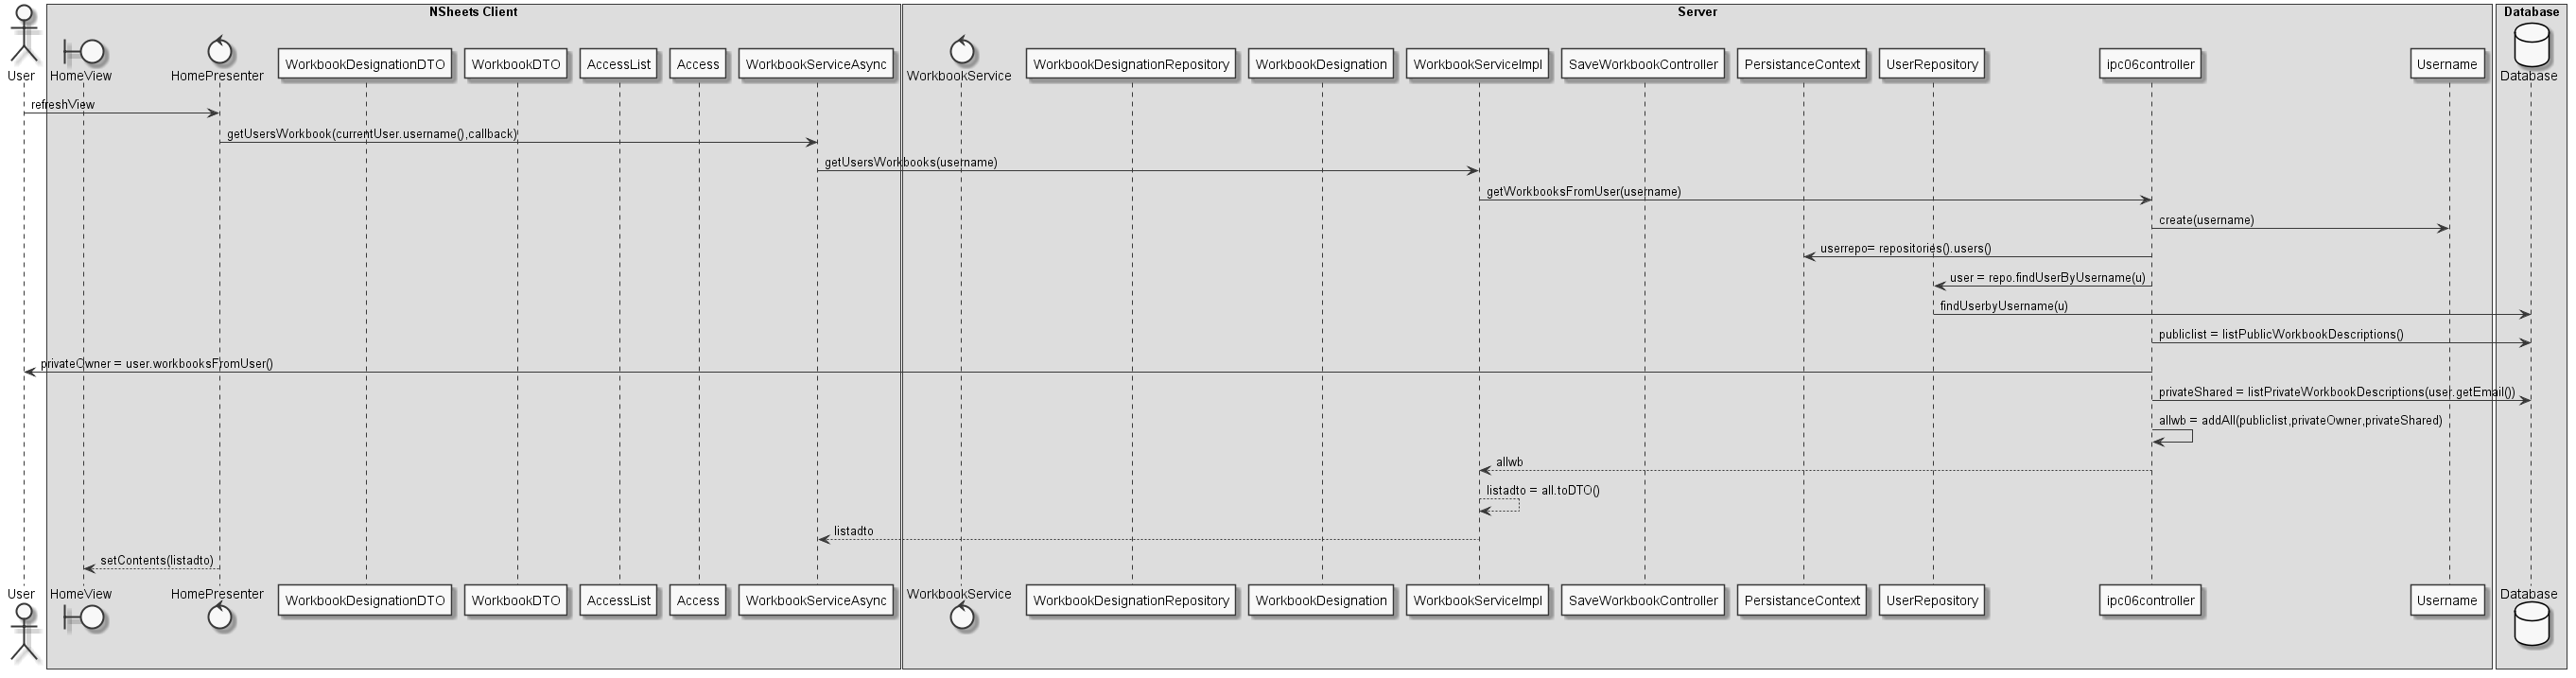 NSheets Client
Server
Database
User
HomeView
HomePresenter
WorkbookDesignationDTO
WorkbookDTO
AccessList
Access
WorkbookServiceAsync
WorkbookService
WorkbookDesignationRepository
WorkbookDesignation
WorkbookServiceImpl
SaveWorkbookController
PersistanceContext
UserRepository
ipc06controller
Username
Database
refreshView
getUsersWorkbook(currentUser.username(),callback)
getUsersWorkbooks(username)
getWorkbooksFromUser(username)
create(username)
userrepo= repositories().users()
user = repo.findUserByUsername(u)
findUserbyUsername(u)
publiclist = listPublicWorkbookDescriptions()
privateOwner = user.workbooksFromUser()
privateShared = listPrivateWorkbookDescriptions(user.getEmail())
allwb = addAll(publiclist,privateOwner,privateShared)
allwb
listadto = all.toDTO()
listadto
setContents(listadto)
User
HomeView
HomePresenter
WorkbookDesignationDTO
WorkbookDTO
AccessList
Access
WorkbookServiceAsync
WorkbookService
WorkbookDesignationRepository
WorkbookDesignation
WorkbookServiceImpl
SaveWorkbookController
PersistanceContext
UserRepository
ipc06controller
Username
Database